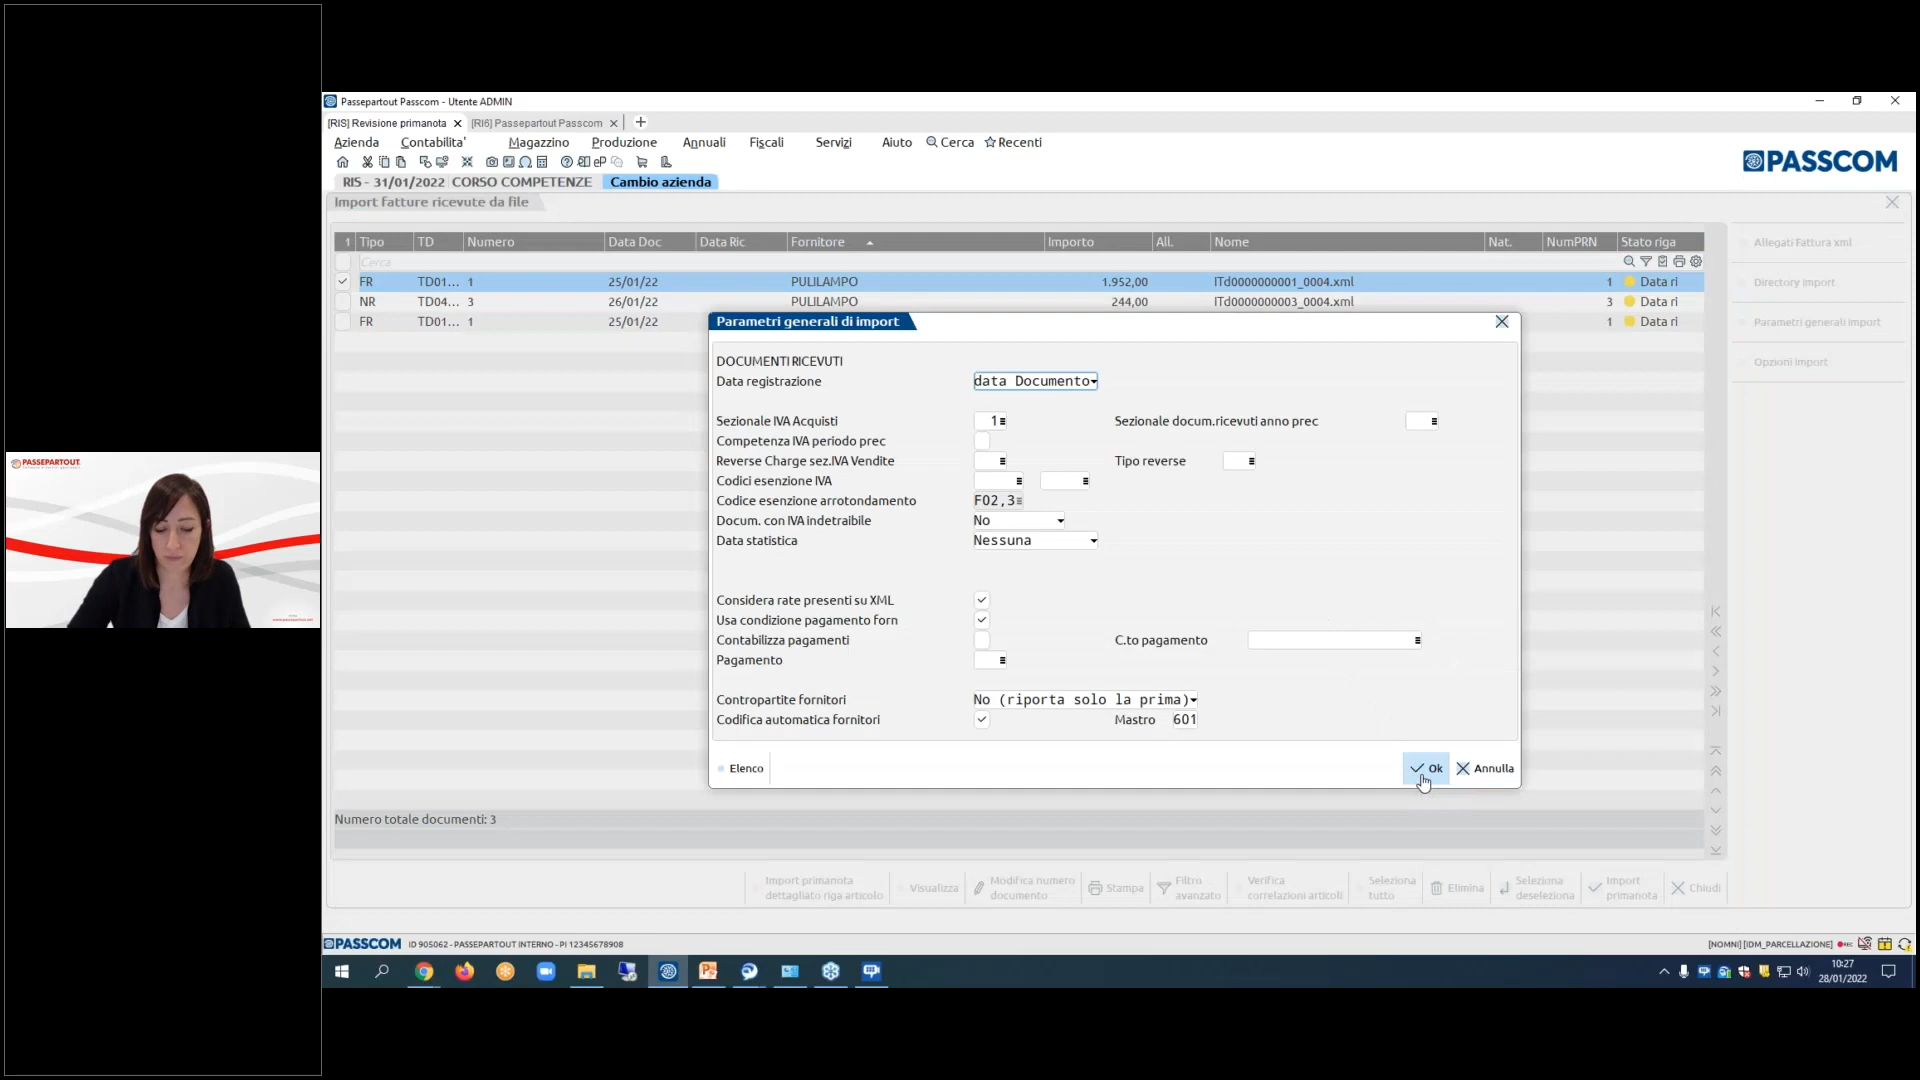 Passepartout Passcom - Utente ADMIN
[RIS] Revisione primanota [RI6] Passepartout Passcom
Azienda Contabilita' Magazzino Produzione Annuali Fiscali Servizi Aiuto Cerca Recenti
PASSCOM
RIS - 31/01/2022 CORSO COMPETENZE Cambio azienda
Import fatture ricevute da file
1 Tipo TD Numero Data Doc Data Ric Fornitore Importo All. Nome Nat. NumPRN Stato riga
Cerca
FR TD01... 1 25/01/22 PULILAMPO 1.952,00 ITd0000000001_0004.xml 1 Data ri
NR TD04... 3 26/01/22 PULILAMPO 244,00 ITd0000000003_0004.xml 3 Data ri
FR TD01... 1 25/01/22 1 Data ri
Allegati Fattura xml
Directory import
Parametri generali import
Opzioni import
Parametri generali di import
DOCUMENTI RICEVUTI
Data registrazione data Documento
Sezionale IVA Acquisti 1 Sezionale docum.ricevuti anno prec
Competenza IVA periodo prec
Reverse Charge sez.IVA Vendite Tipo reverse
Codici esenzione IVA
Codice esenzione arrotondamento F02,3
Docum. con IVA indetraibile No
Data statistica Nessuna
Considera rate presenti su XML
Usa condizione pagamento forn
Contabilizza pagamenti C.to pagamento
Pagamento
Contropartite fornitori No (riporta solo la prima)
Codifica automatica fornitori Mastro 601
Elenco Ok Annulla
PASSEPARTOUT
Numero totale documenti: 3
Import primanota dettagliato riga articolo
Visualizza
Modifica numero documento
Stampa
Filtro avanzato
Verifica correlazioni articoli
Seleziona tutto
Elimina
Seleziona deseleziona
Import primanota
Chiudi
PASSCOM ID 905062 - PASSEPARTOUT INTERNO - PI 12345678908 [NOMNI] [IDM_PARCELLAZIONE]
10:27
28/01/2022